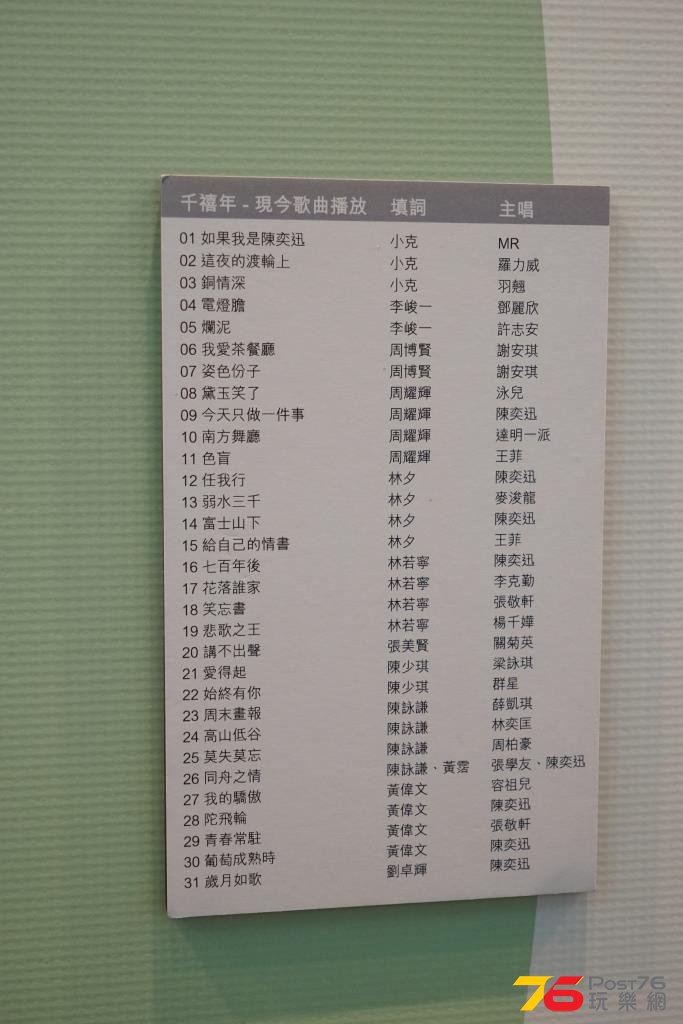 千禧年 - 現今歌曲播放 填詞 主唱
01 如果我是陳奕迅 小克 MR
02 這夜的渡輪上 小克 羅力威
03 銅情深 小克 羽翹
04 電燈膽 李峻一 鄧麗欣
05 爛泥 李峻一 許志安
06 我愛茶餐廳 周博賢 謝安琪
07 姿色份子 周博賢 謝安琪
08 黛玉笑了 周耀輝 泳兒
09 今天只做一件事 周耀輝 陳奕迅
10 南方舞廳 周耀輝 達明一派
11 色盲 周耀輝 王菲
12 任我行 林夕 陳奕迅
13 弱水三千 林夕 麥浚龍
14 富士山下 林夕 陳奕迅
15 給自己的情書 林夕 王菲
16 七百年後 林若寧 陳奕迅
17 花落誰家 林若寧 李克勤
18 笑忘書 林若寧 張敬軒
19 悲歌之王 林若寧 楊千嬅
20 講不出聲 張美賢 關菊英
21 愛得起 陳少琪 梁詠琪
22 始終有你 陳少琪 群星
23 周末畫報 陳詠謙 薛凱琪
24 高山低谷 陳詠謙 林奕匡
25 莫失莫忘 陳詠謙 周柏豪
26 同舟之情 陳詠謙、黃霑 張學友、陳奕迅
27 我的驕傲 黃偉文 容祖兒
28 陀飛輪 黃偉文 陳奕迅
29 青春常駐 黃偉文 張敬軒
30 葡萄成熟時 黃偉文 陳奕迅
31 歲月如歌 劉卓輝 陳奕迅
76 Post76
玩樂網